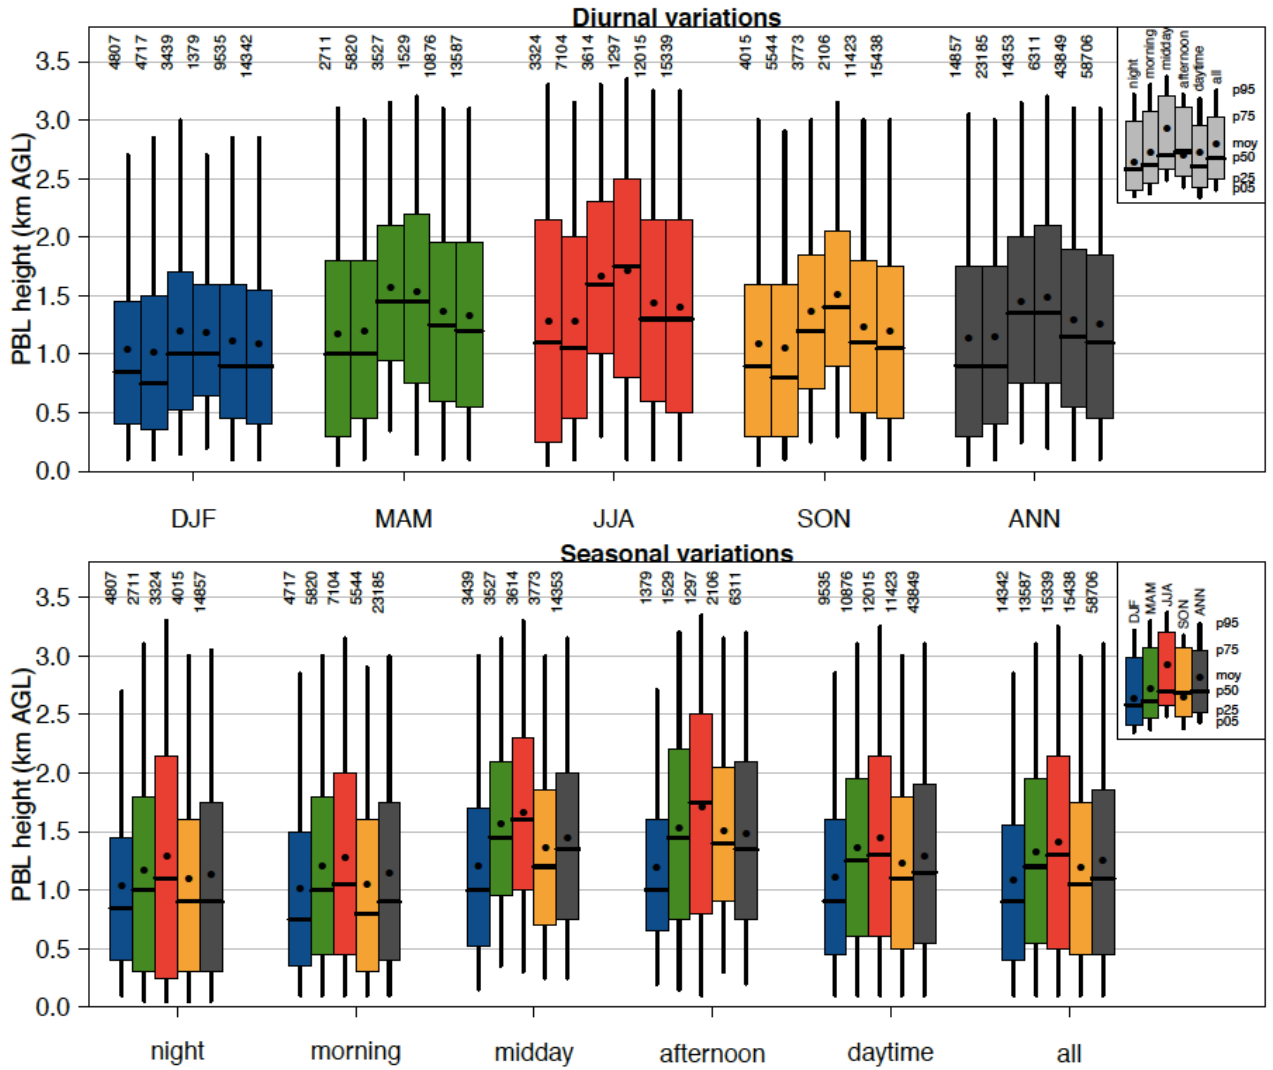 Diurnal variations
4807 4717 3439 1379 9535 14342
2711 5820 3527 1529 10876 13587
3324 7104 3614 1297 12015 15339
4015 5544 3773 2106 11423 15438
14857 23185 14353 6311 43849 58706
night morning midday afternoon daytime all
p95
p75
moy
p50
p25
p05
PBL height (km AGL)
3.5
3.0
2.5
2.0
1.5
1.0
0.5
0.0
DJF MAM JJA SON ANN
Seasonal variations
4807 2711 3324 4015 14857
4717 5820 7104 5544 23185
3439 3527 3614 3773 14353
1379 1529 1297 2106 6311
9535 10876 12015 11423 43849
14342 13587 15339 15438 58706
DJF MAM JJA SON ANN
p95
p75
moy
p50
p25
p05
PBL height (km AGL)
3.5
3.0
2.5
2.0
1.5
1.0
0.5
0.0
night morning midday afternoon daytime all